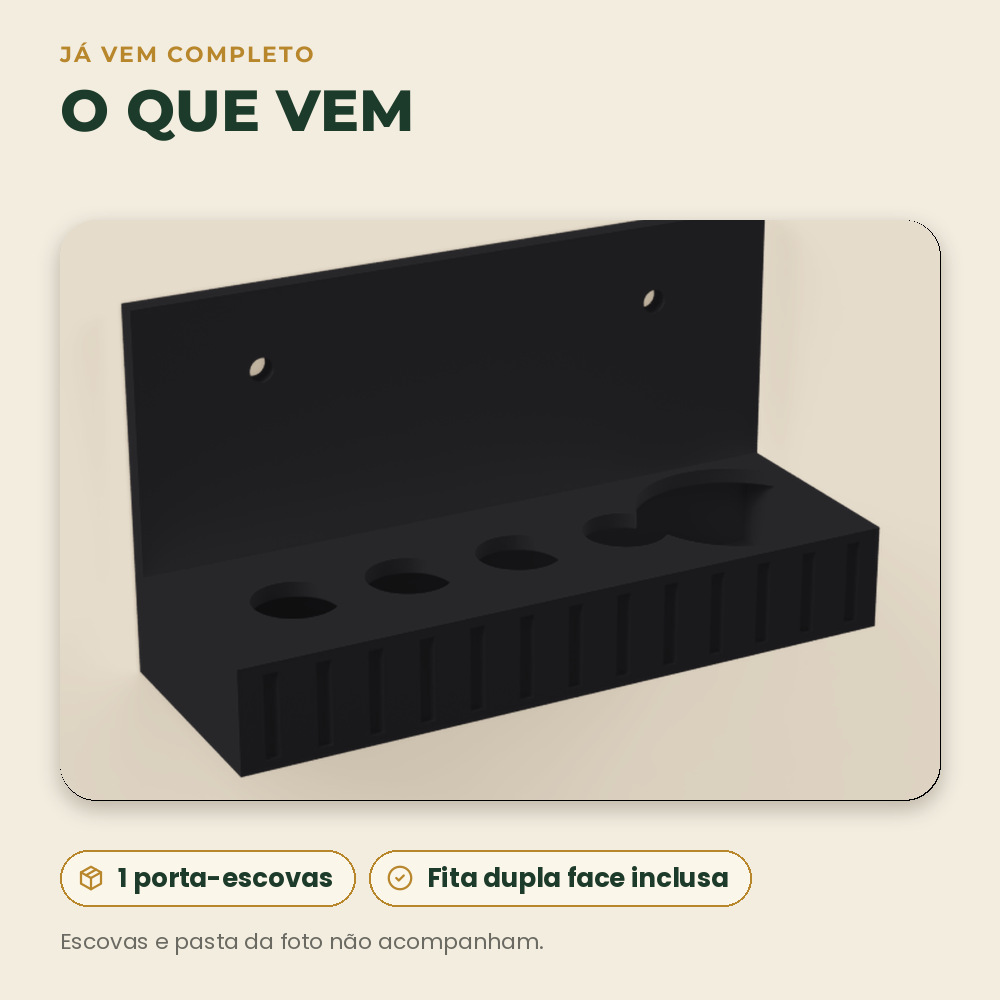 JÁ VEM COMPLETO
O QUE VEM
1 porta-escovas
Fita dupla face inclusa
Escovas e pasta da foto não acompanham.